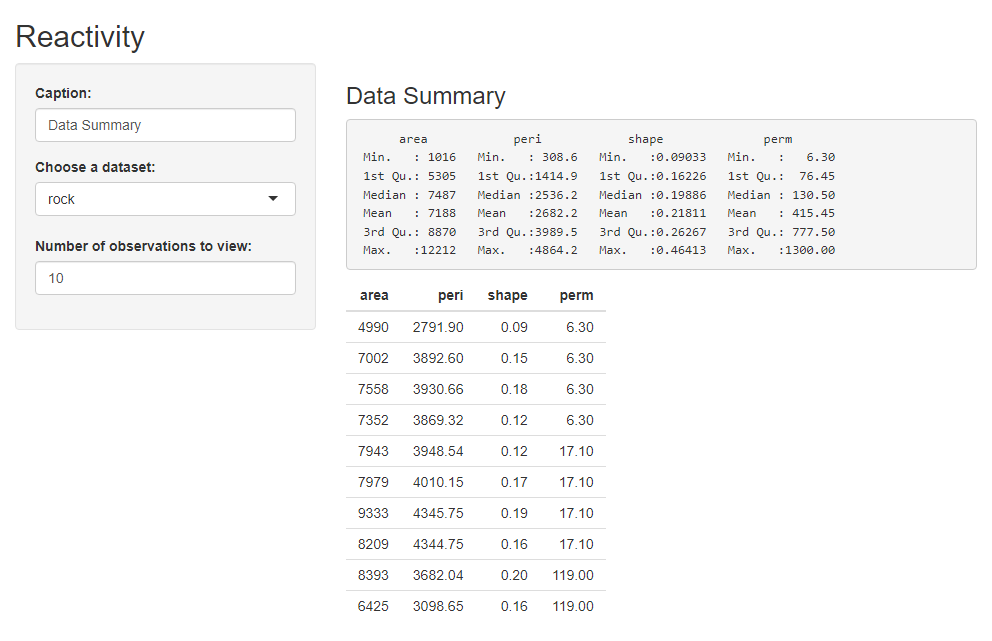 Reactivity
Caption:
Data Summary
Choose a dataset:
rock
Number of observations to view:
10
Data Summary
area peri shape perm
Min. : 1016 Min. : 308.6 Min. :0.09033 Min. : 6.30
1st Qu.: 5305 1st Qu.:1414.9 1st Qu.:0.16226 1st Qu.: 76.45
Median : 7487 Median :2536.2 Median :0.19886 Median : 130.50
Mean : 7188 Mean :2682.2 Mean :0.21811 Mean : 415.45
3rd Qu.: 8870 3rd Qu.:3989.5 3rd Qu.:0.26267 3rd Qu.: 777.50
Max. :12212 Max. :4864.2 Max. :0.46413 Max. :1300.00
area peri shape perm
4990 2791.90 0.09 6.30
7002 3892.60 0.15 6.30
7558 3930.66 0.18 6.30
7352 3869.32 0.12 6.30
7943 3948.54 0.12 17.10
7979 4010.15 0.17 17.10
9333 4345.75 0.19 17.10
8209 4344.75 0.16 17.10
8393 3682.04 0.20 119.00
6425 3098.65 0.16 119.00